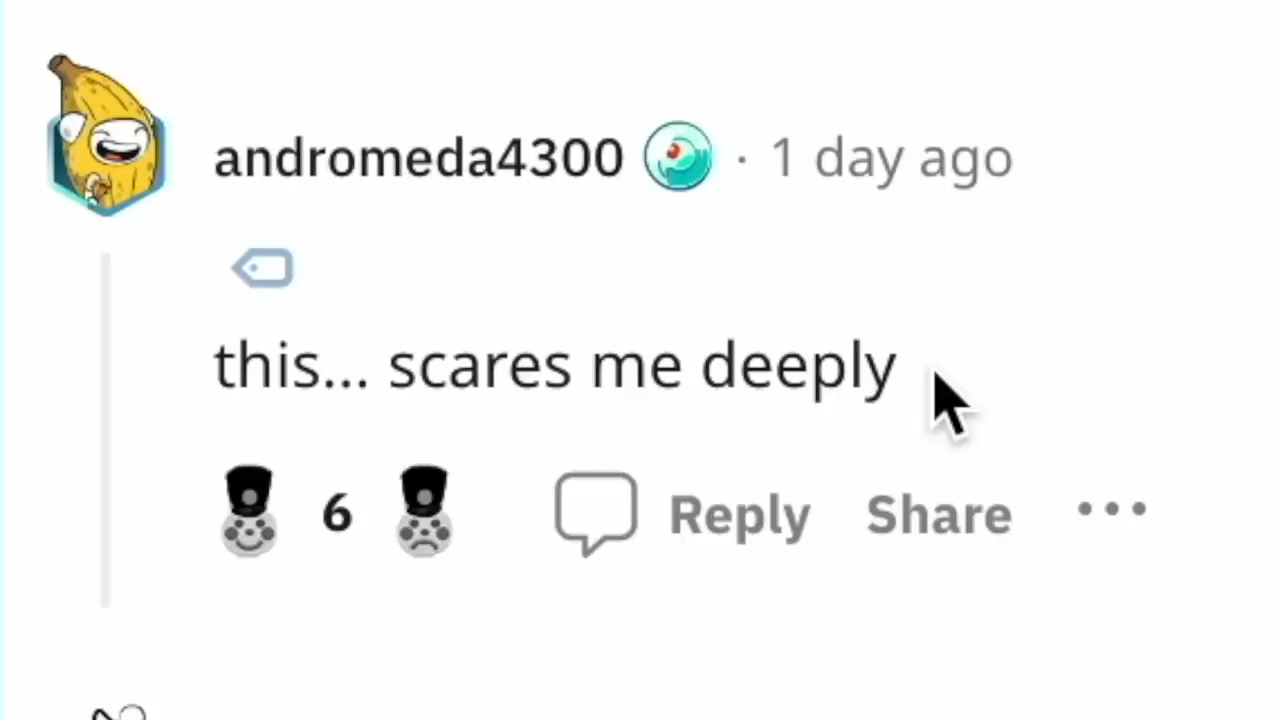 andromeda4300 · 1 day ago
this... scares me deeply
6 Reply Share ...